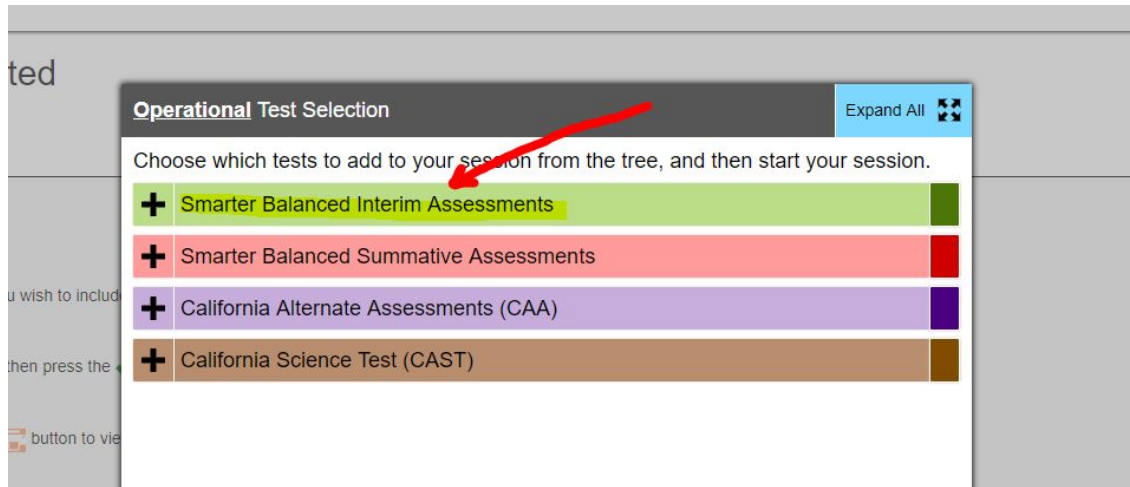 ted
Operational Test Selection
Expand All
Choose which tests to add to your session from the tree, and then start your session.
Smarter Balanced Interim Assessments
Smarter Balanced Summative Assessments
u wish to includ
California Alternate Assessments (CAA)
then press the
California Science Test (CAST)
button to vie